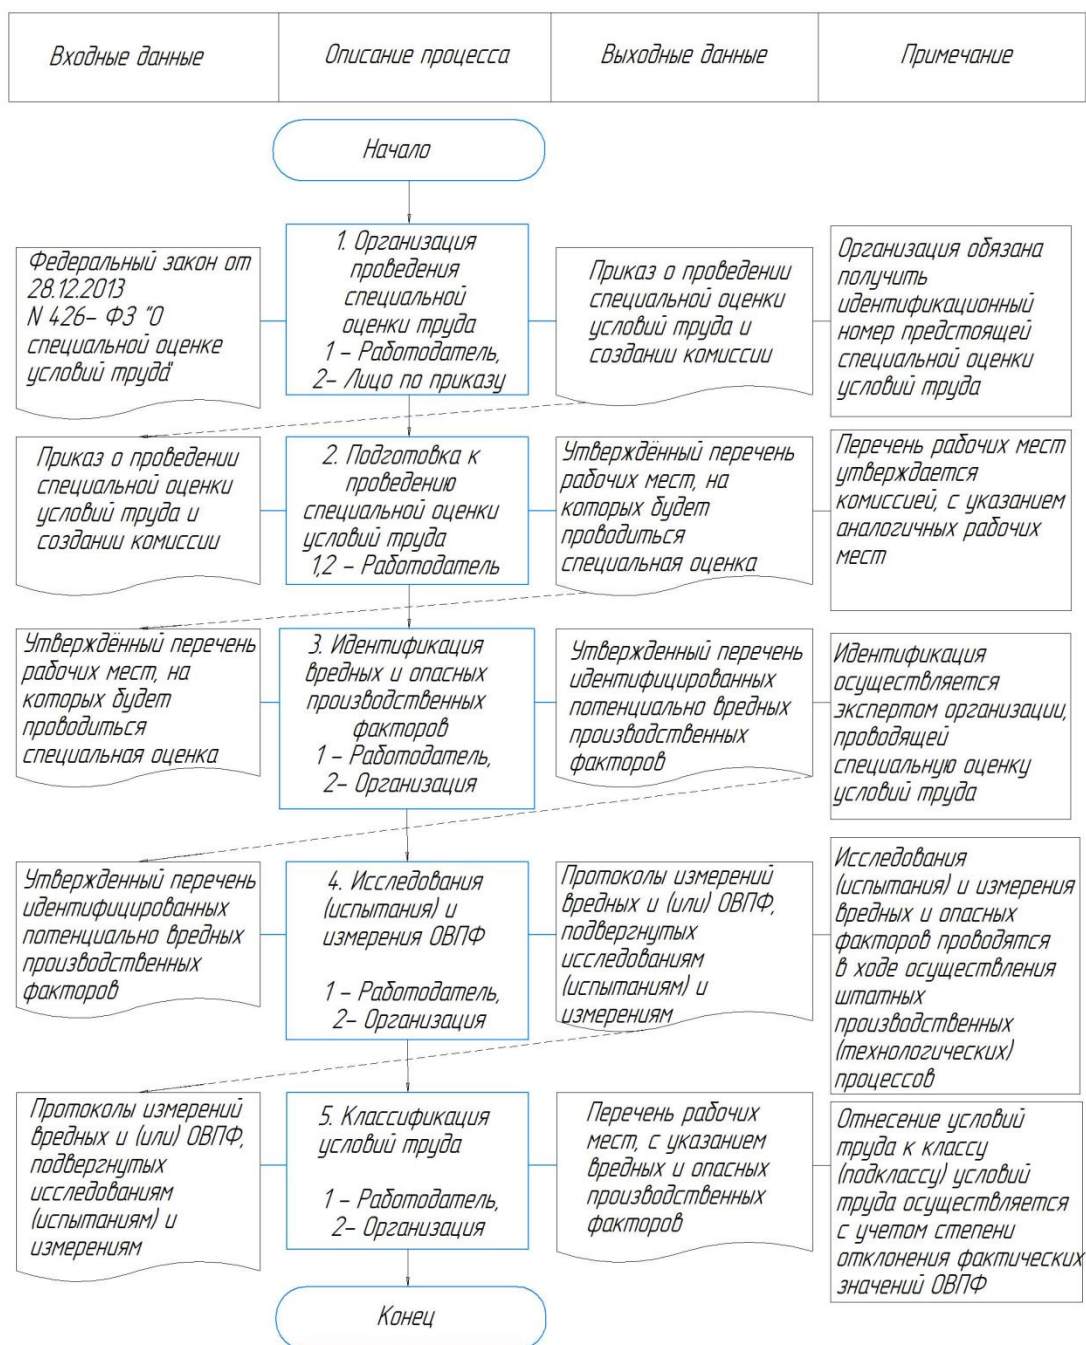 Входные данные
Описание процесса
Выходные данные
Примечание
Начало
Федеральный закон от
28.12.2013
N 426– ФЗ "О
специальной оценке
условий труда"
1. Организация
проведения
специальной
оценки труда
1 – Работодатель,
2– Лицо по приказу
Приказ о проведении
специальной оценки
условий труда и
создании комиссии
Организация обязана
получить
идентификационный
номер предстоящей
специальной оценки
условий труда
Приказ о проведении
специальной оценки
условий труда и
создании комиссии
2. Подготовка к
проведению
специальной оценки
условий труда
1,2 – Работодатель
Утверждённый перечень
рабочих мест, на
которых будет
проводиться
специальная оценка
Перечень рабочих мест
утверждается
комиссией, с указанием
аналогичных рабочих
мест
Утверждённый перечень
рабочих мест, на
которых будет
проводиться
специальная оценка
3. Идентификация
вредных и опасных
производственных
факторов
1 – Работодатель,
2– Организация
Утвержденный перечень
идентифицированных
потенциально вредных
производственных
факторов
Идентификация
осуществляется
экспертом организации,
проводящей
специальную оценку
условий труда
Утвержденный перечень
идентифицированных
потенциально вредных
производственных
факторов
4. Исследования
(испытания) и
измерения ОВПФ
1 – Работодатель,
2– Организация
Протоколы измерений
вредных и (или) ОВПФ,
подвергнутых
исследованиям
(испытаниям) и
измерениям
Исследования
(испытания) и измерения
вредных и опасных
факторов проводятся
в ходе осуществления
штатных
производственных
(технологических)
процессов
Протоколы измерений
вредных и (или) ОВПФ,
подвергнутых
исследованиям
(испытаниям) и
измерениям
5. Классификация
условий труда
1 – Работодатель,
2– Организация
Перечень рабочих
мест, с указанием
вредных и опасных
производственных
факторов
Отнесение условий
труда к классу
(подклассу) условий
труда осуществляется
с учетом степени
отклонения фактических
значений ОВПФ
Конец